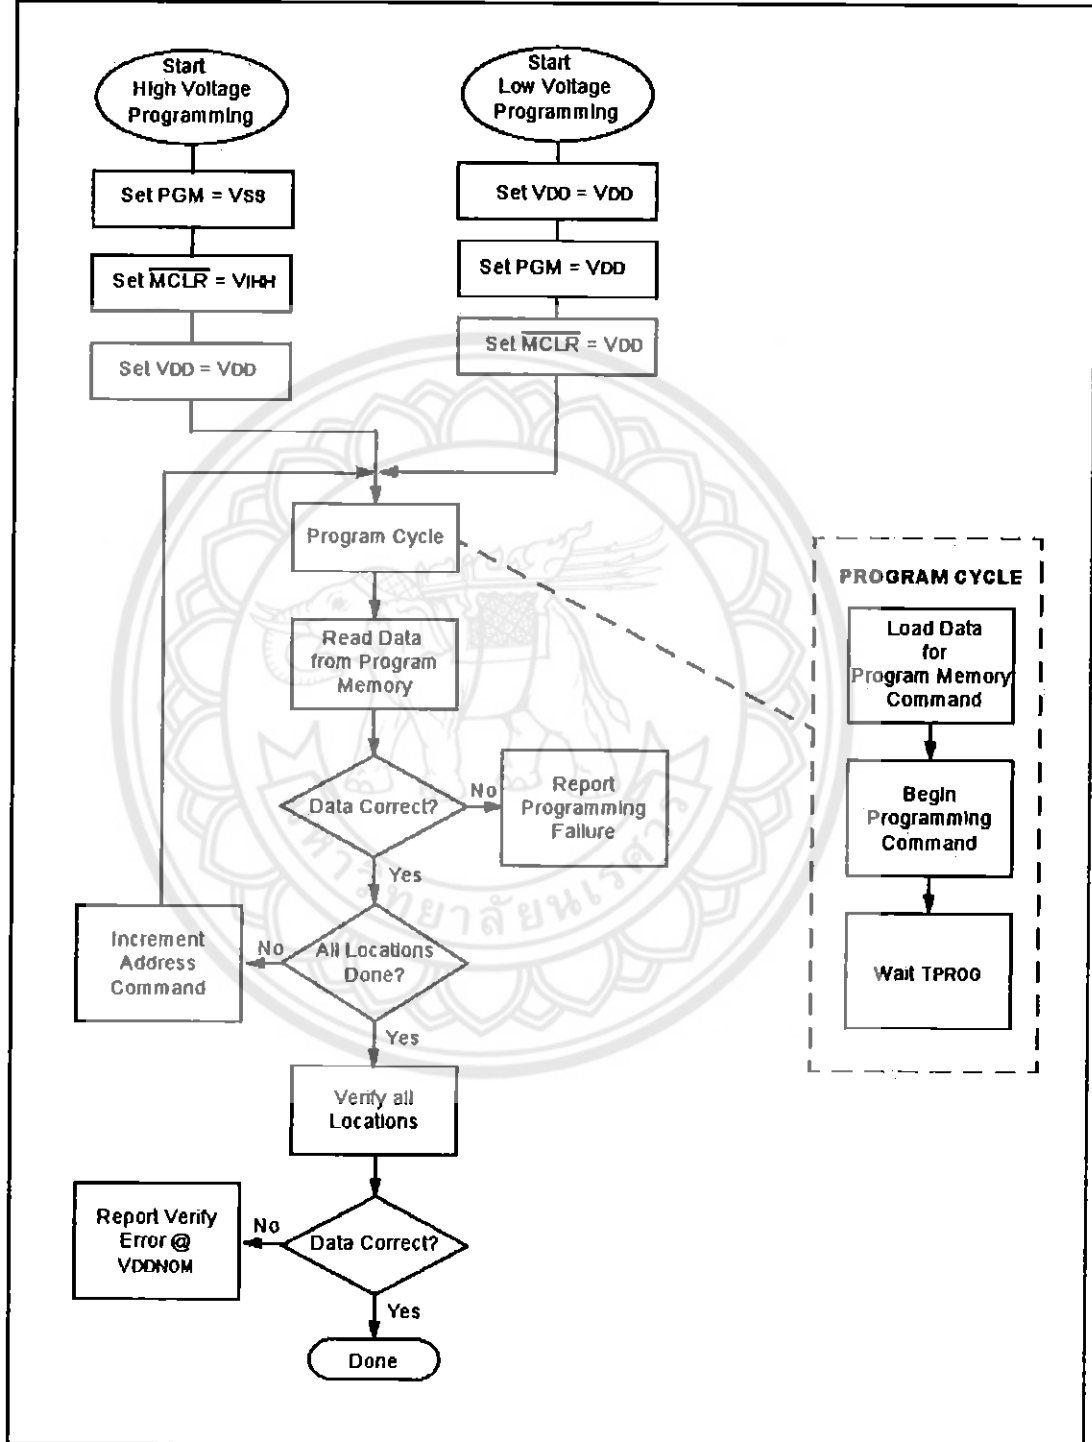 Start
High Voltage
Programming
Start
Low Voltage
Programming
Set PGM = VSS
Set VDD = VDD
Set MCLR = VIHH
Set PGM = VDD
Set VDD = VDD
Set MCLR = VDD
Program Cycle
PROGRAM CYCLE
Load Data
for
Program Memory
Command
Read Data
from Program
Memory
Data Correct?
No
Report
Programming
Failure
Begin
Programming
Command
Yes
Increment
Address
Command
No
All Locations
Done?
Wait TPROG
Yes
Verify all
Locations
Report Verify
Error @
VDDNOM
No
Data Correct?
Yes
Done